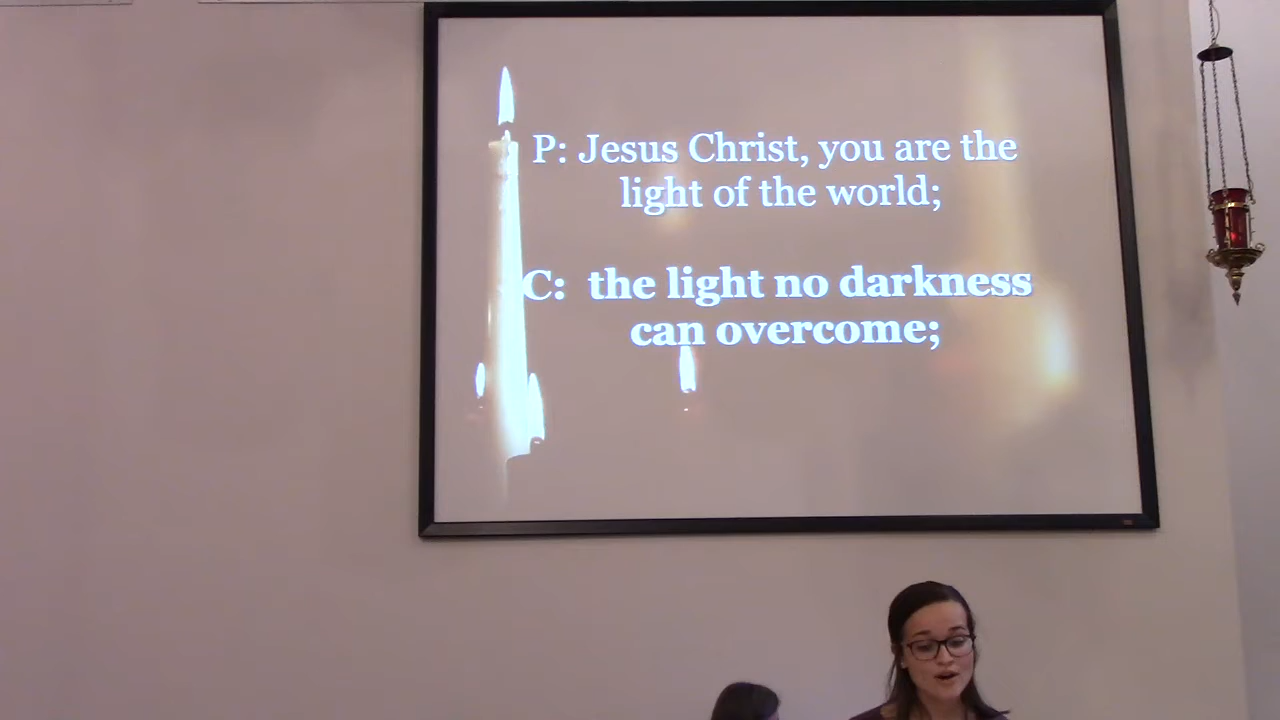 P: Jesus Christ, you are the
light of the world;
C: the light no darkness
can overcome;